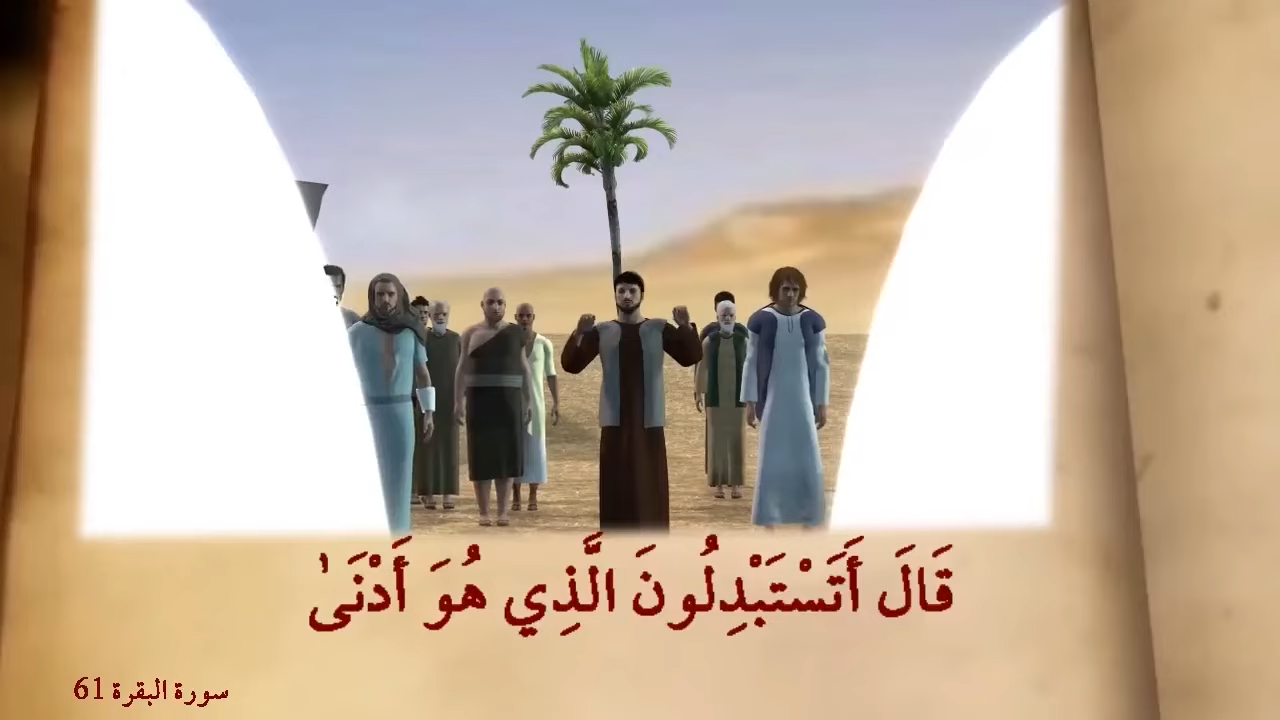 قَالَ أَتَسْتَبْدِلُونَ الَّذِي هُوَ أَدْنَىٰ
سورة البقرة 61